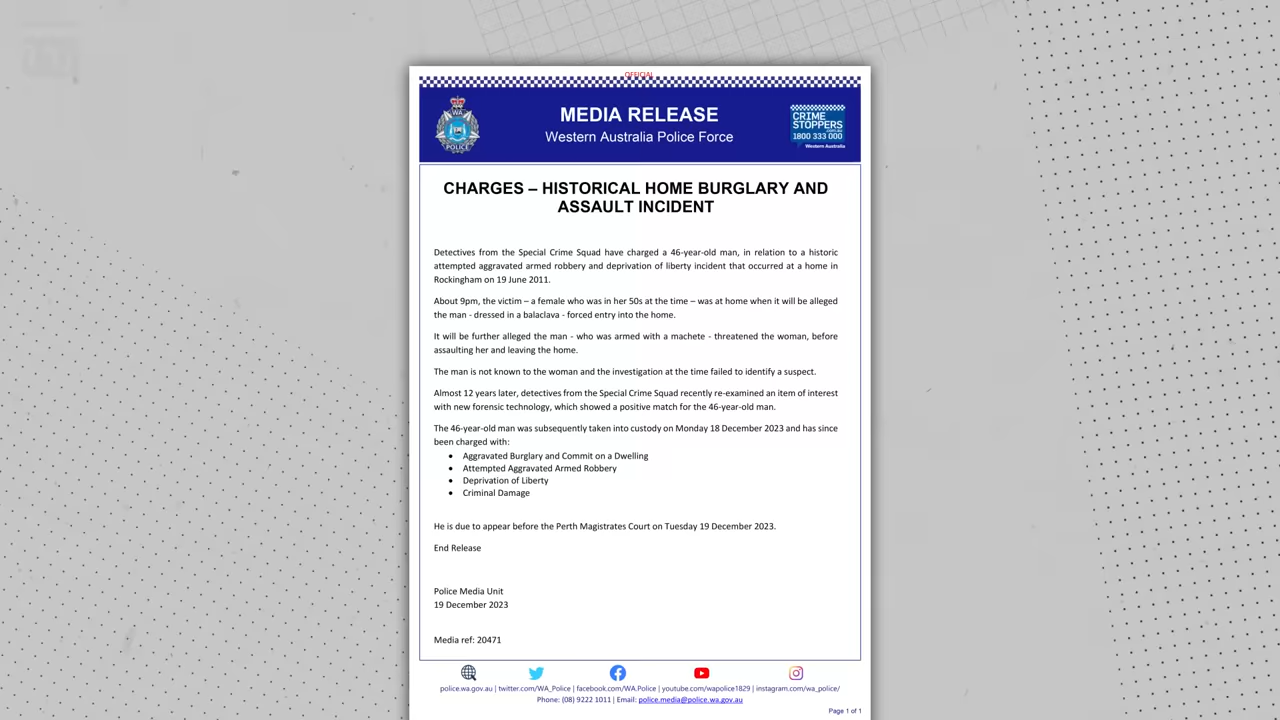 OFFICIAL
WA
POLICE
MEDIA RELEASE
Western Australia Police Force
CRIME
STOPPERS
.com.au
1800 333 000
Western Australia
CHARGES – HISTORICAL HOME BURGLARY AND
ASSAULT INCIDENT
Detectives from the Special Crime Squad have charged a 46-year-old man, in relation to a historic
attempted aggravated armed robbery and deprivation of liberty incident that occurred at a home in
Rockingham on 19 June 2011.
About 9pm, the victim – a female who was in her 50s at the time – was at home when it will be alleged
the man - dressed in a balaclava - forced entry into the home.
It will be further alleged the man - who was armed with a machete - threatened the woman, before
assaulting her and leaving the home.
The man is not known to the woman and the investigation at the time failed to identify a suspect.
Almost 12 years later, detectives from the Special Crime Squad recently re-examined an item of interest
with new forensic technology, which showed a positive match for the 46-year-old man.
The 46-year-old man was subsequently taken into custody on Monday 18 December 2023 and has since
been charged with:
• Aggravated Burglary and Commit on a Dwelling
• Attempted Aggravated Armed Robbery
• Deprivation of Liberty
• Criminal Damage
He is due to appear before the Perth Magistrates Court on Tuesday 19 December 2023.
End Release
Police Media Unit
19 December 2023
Media ref: 20471
police.wa.gov.au | twitter.com/WA_Police | facebook.com/WA.Police | youtube.com/wapolice1829 | instagram.com/wa_police/
Phone: (08) 9222 1011 | Email: police.media@police.wa.gov.au
Page 1 of 1